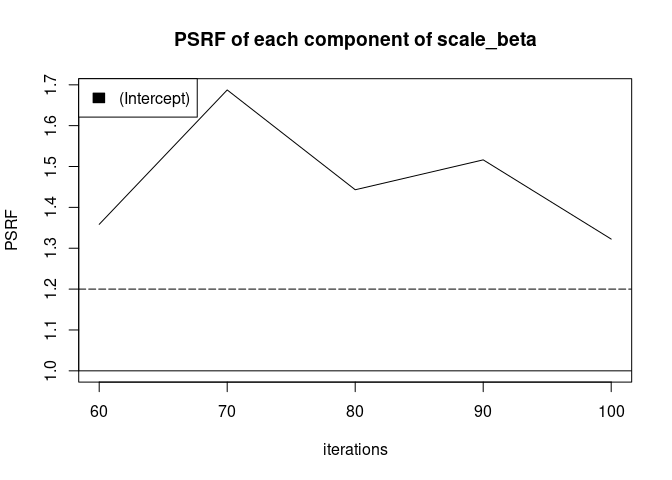 PSRF of each component of scale_beta
(Intercept)
PSRF
1.7
1.6
1.5
1.4
1.3
1.2
1.1
1.0
60 70 80 90 100
iterations